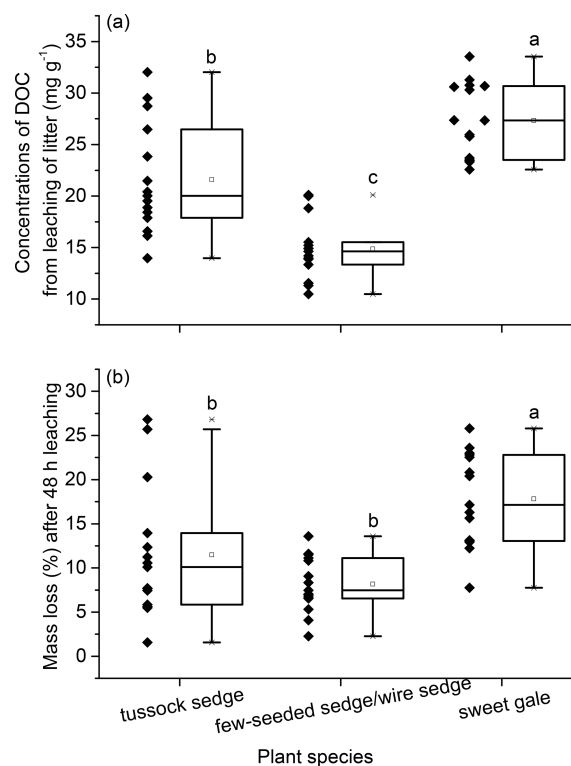 (a)
Concentrations of DOC
from leaching of litter (mg g-1)
35
30
25
20
15
10
b
c
a
(b)
Mass loss (%) after 48 h leaching
30
25
20
15
10
5
0
b
b
a
tussock sedge
few-seeded sedge/wire sedge
sweet gale
Plant species